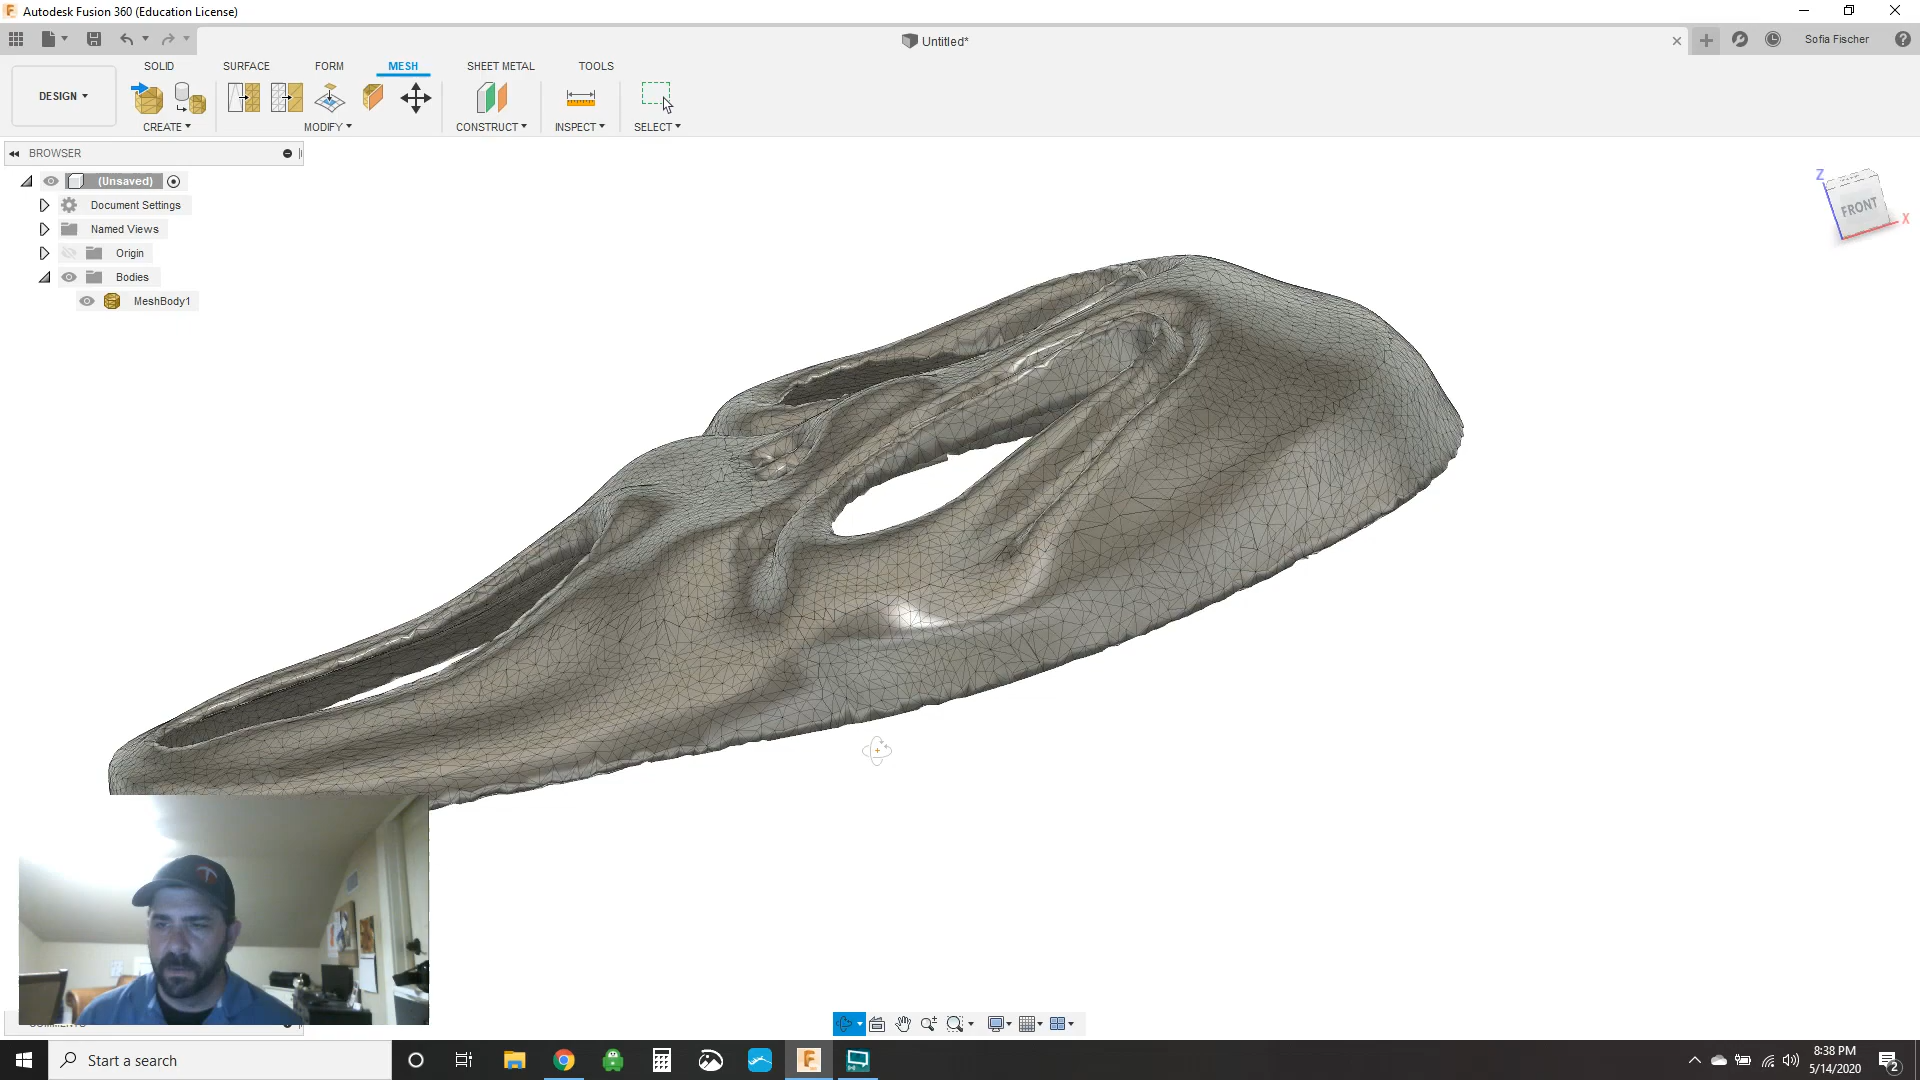 Autodesk Fusion 360 (Education License)
Untitled*
Sofia Fischer
DESIGN
SOLID SURFACE FORM MESH SHEET METAL TOOLS
CREATE MODIFY CONSTRUCT INSPECT SELECT
BROWSER
(Unsaved)
Document Settings
Named Views
Origin
Bodies
MeshBody1
Z
FRONT
X
COMMENTS
Start a search
8:38 PM
5/14/2020
2